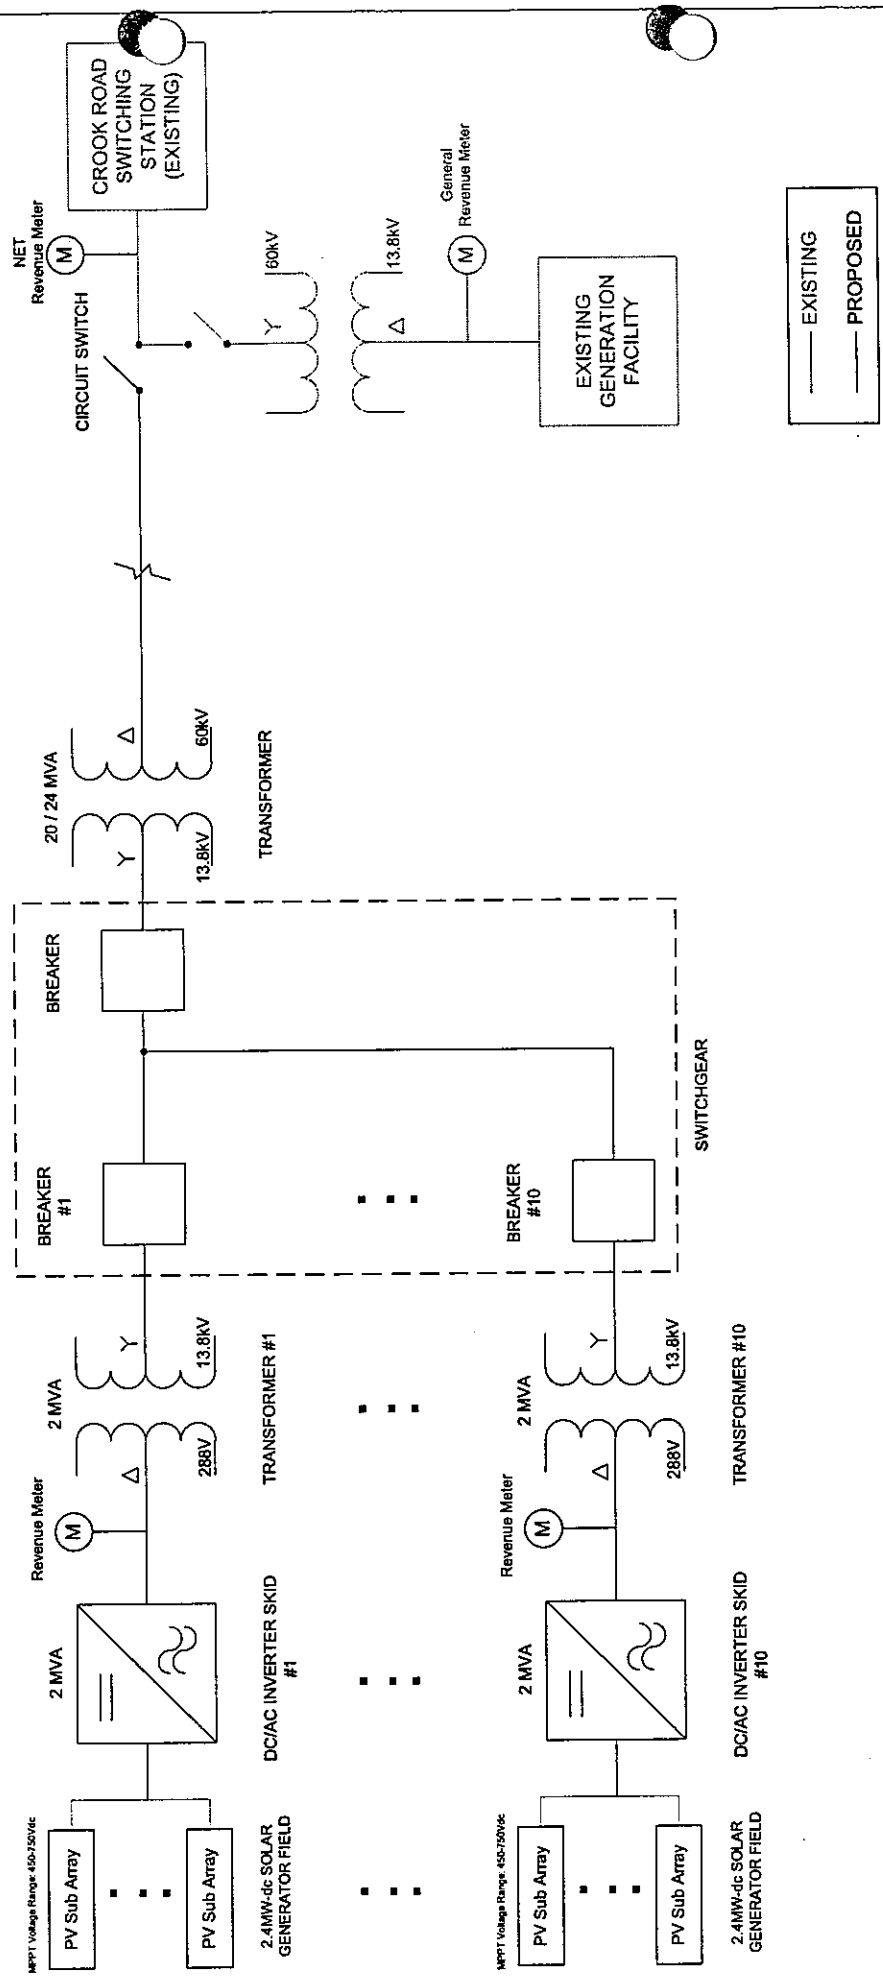 MPPT Voltage Range: 450-750Vdc
PV Sub Array
PV Sub Array
2.4MW-dc SOLAR
GENERATOR FIELD
2 MVA
DC/AC INVERTER SKID
#1
Revenue Meter
M
2 MVA
Δ
Y
288V
13.8kV
TRANSFORMER #1
BREAKER
#1
BREAKER
20 / 24 MVA
Y
Δ
13.8kV
60kV
TRANSFORMER
CIRCUIT SWITCH
NET
Revenue Meter
M
CROOK ROAD
SWITCHING
STATION
(EXISTING)
60kV
Y
Δ
13.8kV
General
Revenue Meter
M
EXISTING
GENERATION
FACILITY
MPPT Voltage Range: 450-750Vdc
PV Sub Array
PV Sub Array
2.4MW-dc SOLAR
GENERATOR FIELD
2 MVA
DC/AC INVERTER SKID
#10
Revenue Meter
M
2 MVA
Δ
Y
288V
13.8kV
TRANSFORMER #10
BREAKER
#10
SWITCHGEAR
EXISTING
PROPOSED